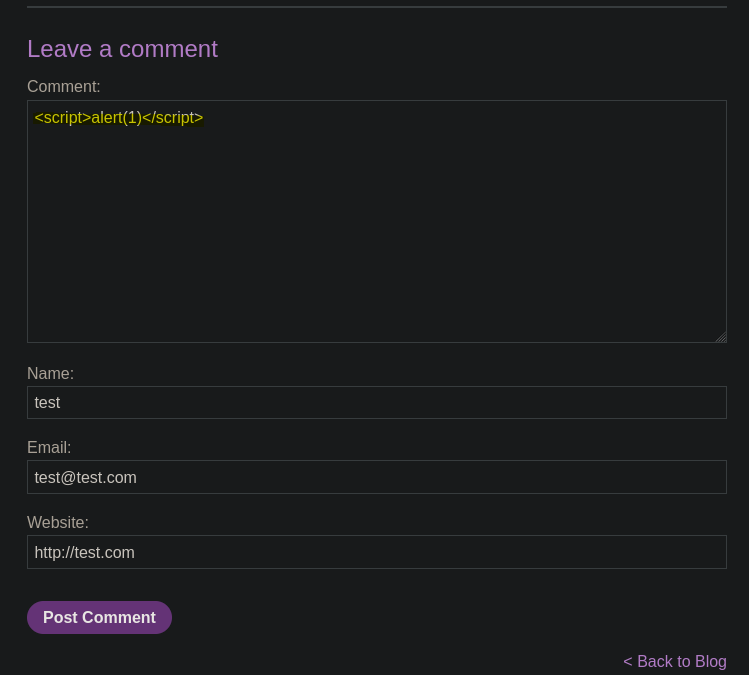 Leave a comment
Comment:
<script>alert(1)</script>
Name:
test
Email:
test@test.com
Website:
http://test.com
Post Comment
< Back to Blog